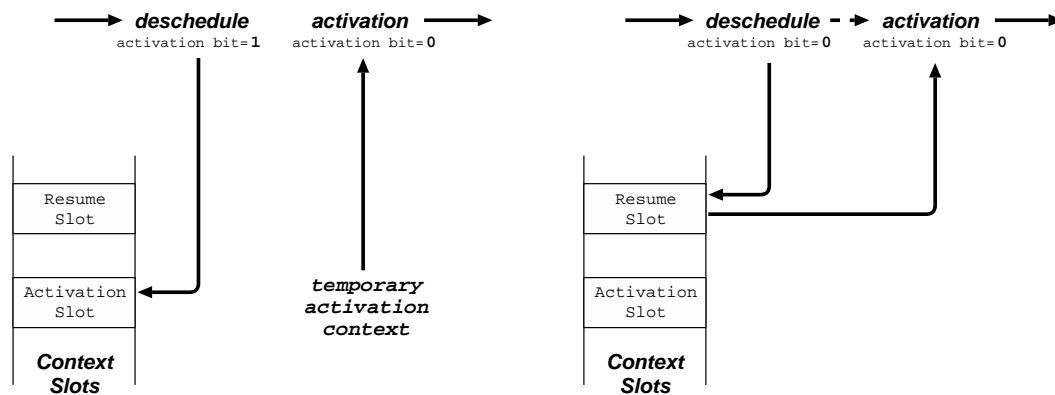 deschedule
activation bit=1
activation
activation bit=0
Resume
Slot
Activation
Slot
temporary
activation
context
Context
Slots
deschedule
activation bit=0
activation
activation bit=0
Resume
Slot
Activation
Slot
Context
Slots